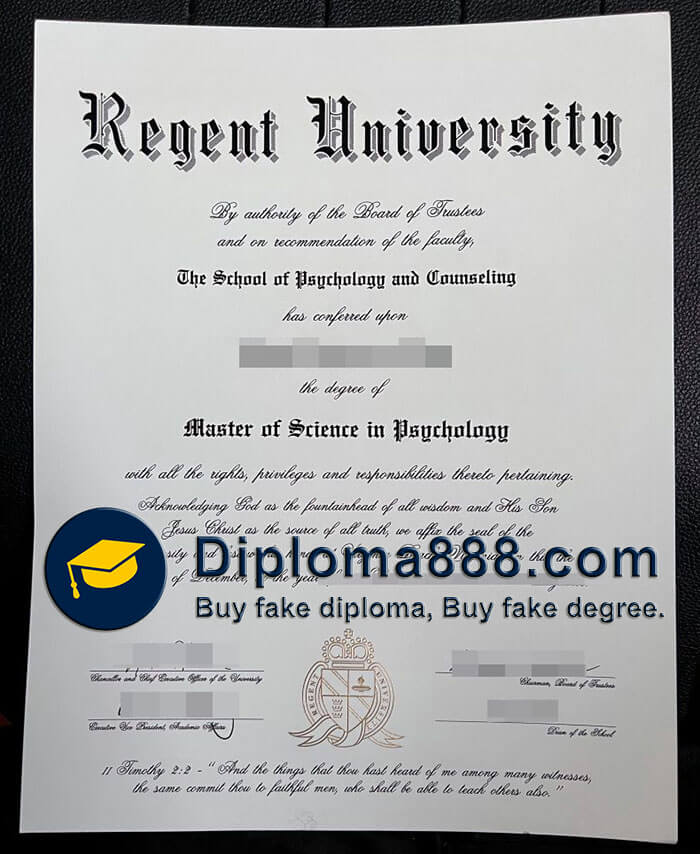 Regent University
By authority of the Board of Trustees
and on recommendation of the faculty,
The School of Psychology and Counseling
has conferred upon
the degree of
Master of Science in Psychology
with all the rights, privileges and responsibilities thereto pertaining.
Acknowledging God as the fountainhead of all wisdom and His Son
Jesus Christ as the source of all truth, we affix the seal of the
of December, the year
Diploma888.com
Buy fake diploma, Buy fake degree.
Chancellor and Chief Executive Officer of the University
Chairman, Board of Trustees
Executive Vice President, Academic Affairs
Dean of the School
REGENT UNIVERSITY
II Timothy 2:2 - "And the things that thou hast heard of me among many witnesses,
the same commit thou to faithful men, who shall be able to teach others also."